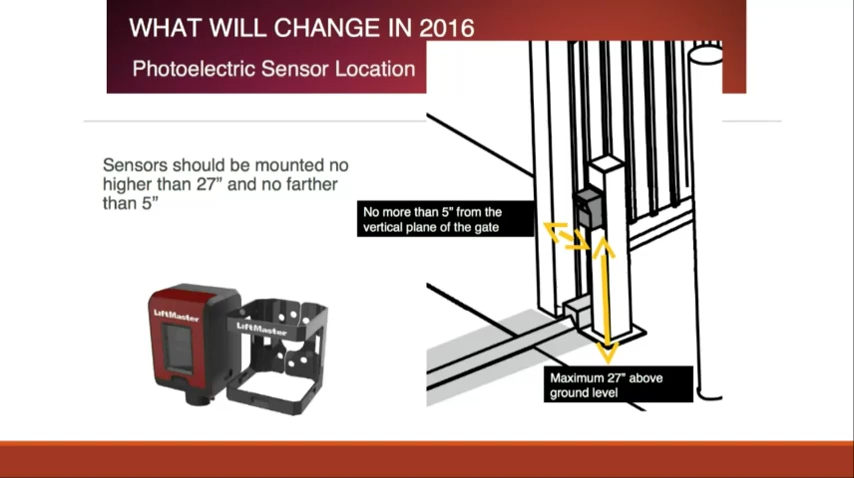 WHAT WILL CHANGE IN 2016
Photoelectric Sensor Location
Sensors should be mounted no
higher than 27” and no farther
than 5”
No more than 5” from the
vertical plane of the gate
LiftMaster
LiftMaster
Maximum 27” above
ground level